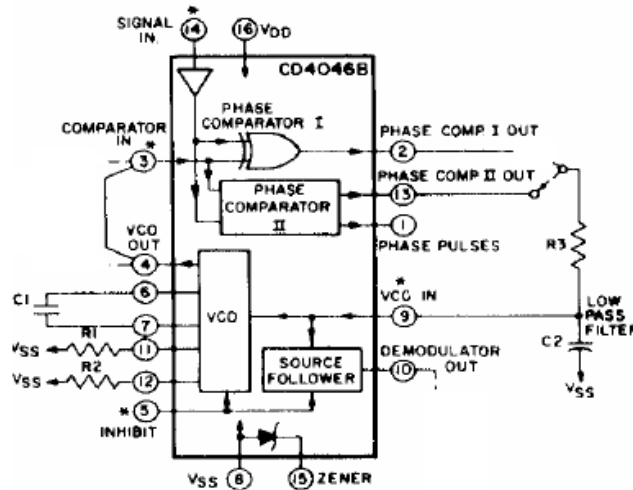 *
SIGNAL 14
IN.
16 VDD
CD4046B
PHASE
COMPARATOR I
COMPARATOR *
IN 3
2 PHASE COMP. I OUT
PHASE COMP. II OUT
13
PHASE
COMPARATOR
II
1
PHASE PULSES
R3
VCO
OUT 4
6
C1
7
VCO
*
VCO IN
9
LOW
PASS
FILTER
R1
VSS 11
R2
VSS 12
SOURCE
FOLLOWER
DEMODULATOR
10 OUT
C2
VSS
* 5
INHIBIT
VSS 8
15 ZENER